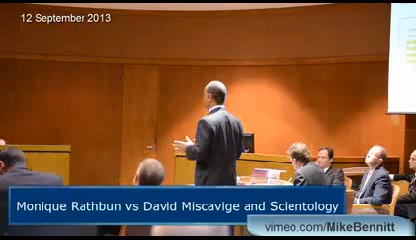 12 September 2013
Monique Rathbun vs David Miscavige and Scientology
vimeo.com/MikeBennitt